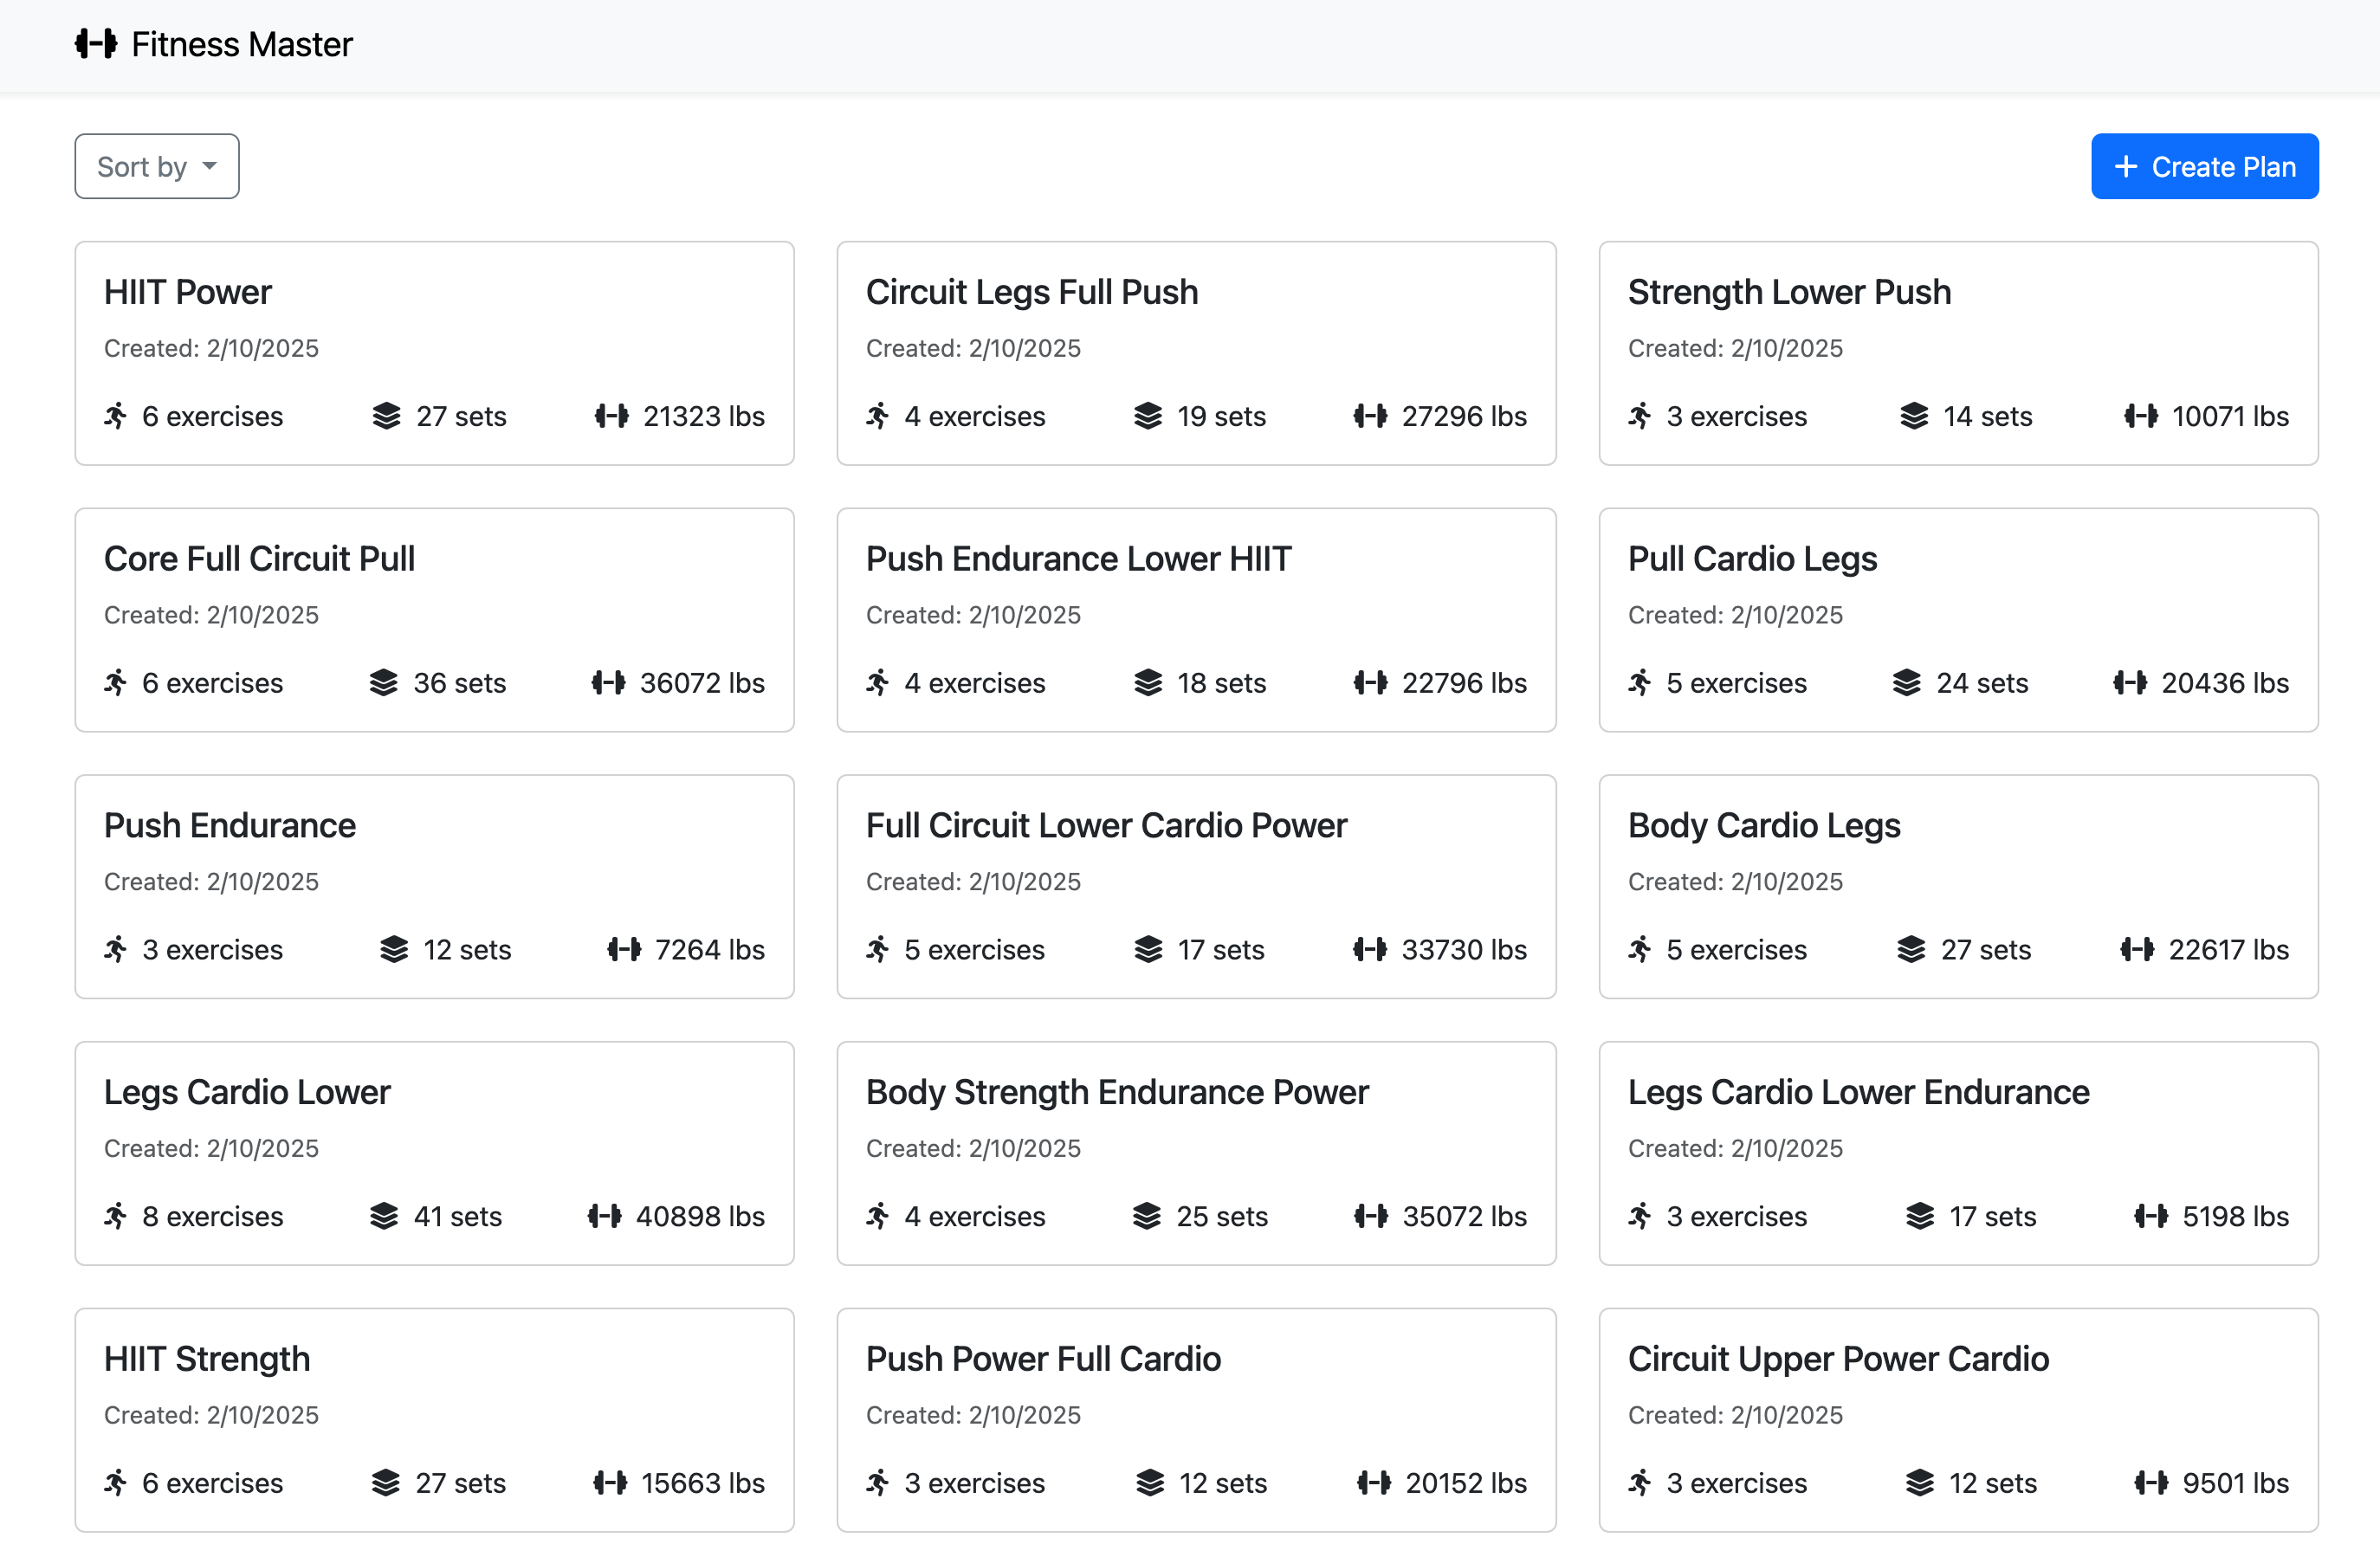 Fitness Master
Sort by
Create Plan
HIIT Power
Created: 2/10/2025
6 exercises 27 sets 21323 lbs
Circuit Legs Full Push
Created: 2/10/2025
4 exercises 19 sets 27296 lbs
Strength Lower Push
Created: 2/10/2025
3 exercises 14 sets 10071 lbs
Core Full Circuit Pull
Created: 2/10/2025
6 exercises 36 sets 36072 lbs
Push Endurance Lower HIIT
Created: 2/10/2025
4 exercises 18 sets 22796 lbs
Pull Cardio Legs
Created: 2/10/2025
5 exercises 24 sets 20436 lbs
Push Endurance
Created: 2/10/2025
3 exercises 12 sets 7264 lbs
Full Circuit Lower Cardio Power
Created: 2/10/2025
5 exercises 17 sets 33730 lbs
Body Cardio Legs
Created: 2/10/2025
5 exercises 27 sets 22617 lbs
Legs Cardio Lower
Created: 2/10/2025
8 exercises 41 sets 40898 lbs
Body Strength Endurance Power
Created: 2/10/2025
4 exercises 25 sets 35072 lbs
Legs Cardio Lower Endurance
Created: 2/10/2025
3 exercises 17 sets 5198 lbs
HIIT Strength
Created: 2/10/2025
6 exercises 27 sets 15663 lbs
Push Power Full Cardio
Created: 2/10/2025
3 exercises 12 sets 20152 lbs
Circuit Upper Power Cardio
Created: 2/10/2025
3 exercises 12 sets 9501 lbs